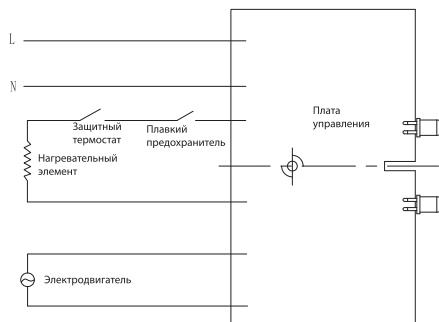 L
N
Плата
управления
Защитный
термостат
Плавкий
предохранитель
Нагревательный
элемент
Электродвигатель